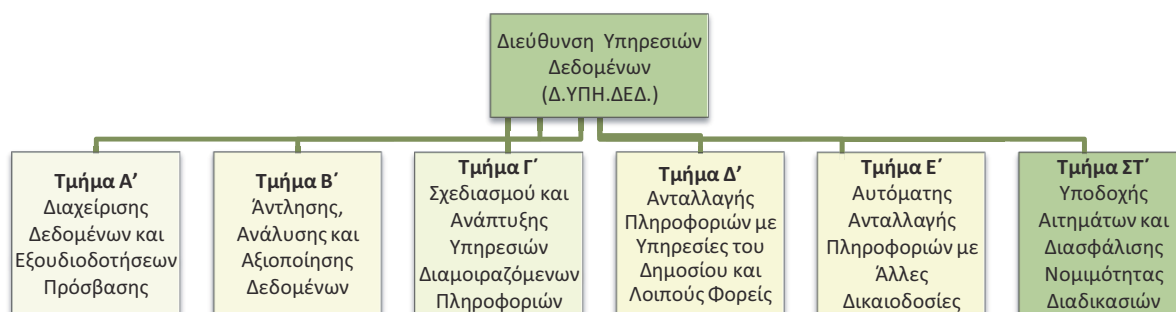 Διεύθυνση Υπηρεσιών
Δεδομένων
(Δ.ΥΠΗ.ΔΕΔ.)
Τμήμα Α’
Διαχείρισης
Δεδομένων και
Εξουδιοδοτήσεων
Πρόσβασης
Τμήμα Β΄
Άντλησης,
Ανάλυσης και
Αξιοποίησης
Δεδομένων
Τμήμα Γ΄
Σχεδιασμού και
Ανάπτυξης
Υπηρεσιών
Διαμοιραζόμενων
Πληροφοριών
Τμήμα Δ’
Ανταλλαγής
Πληροφοριών με
Υπηρεσίες του
Δημοσίου και
Λοιπούς Φορείς
Τμήμα Ε΄
Αυτόματης
Ανταλλαγής
Πληροφοριών με
Άλλες
Δικαιοδοσίες
Τμήμα ΣΤ΄
Υποδοχής
Αιτημάτων και
Διασφάλισης
Νομιμότητας
Διαδικασιών